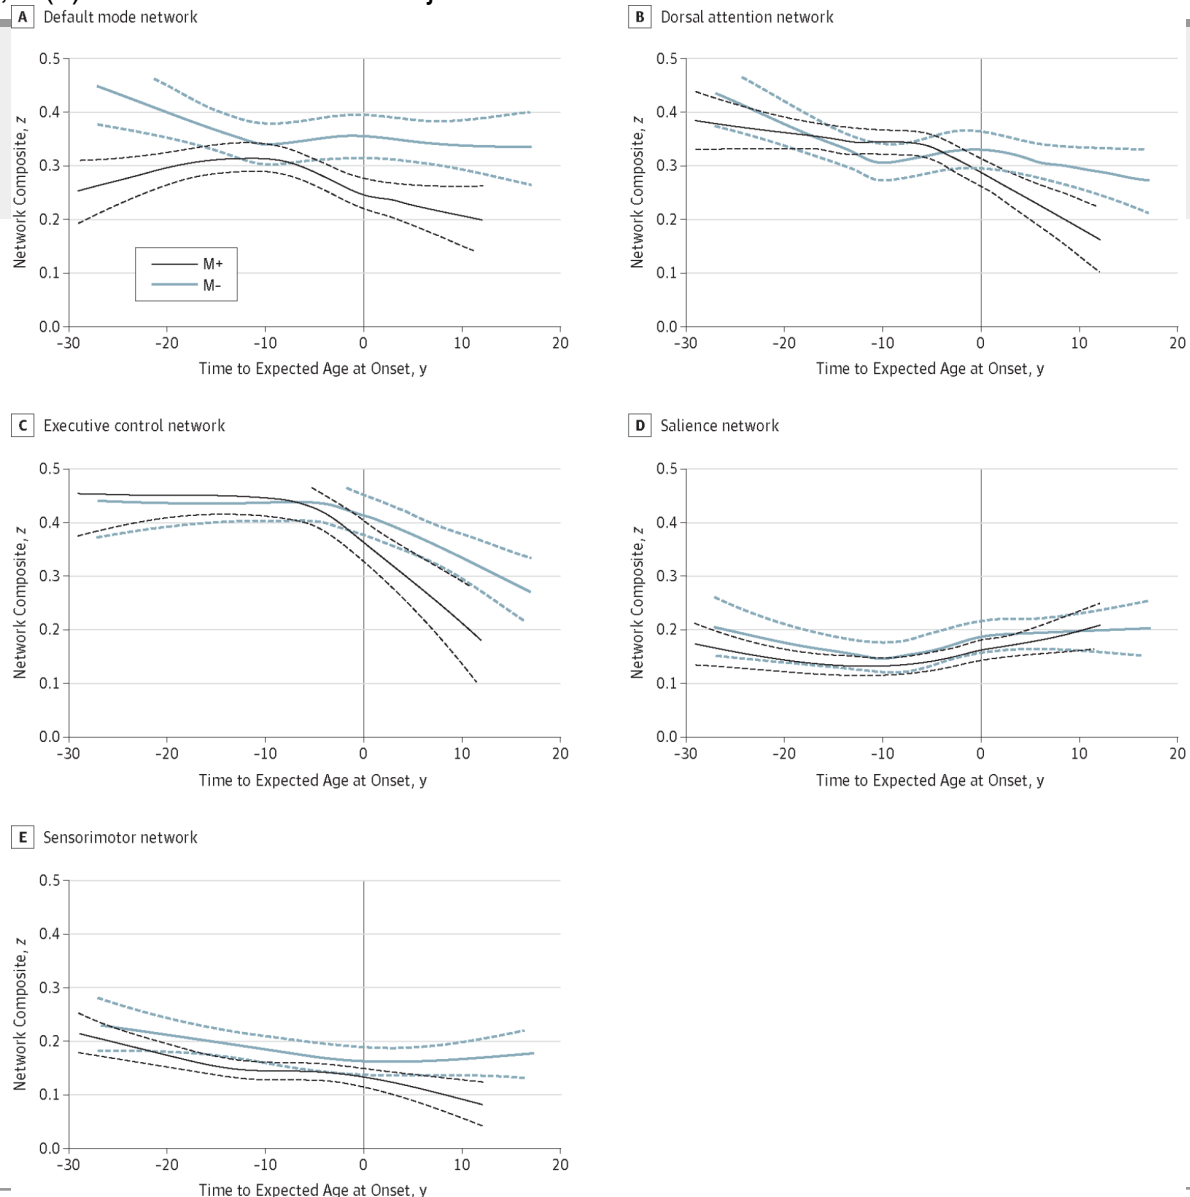 A Default mode network
0.5
0.4
0.3
0.2
0.1
0.0
Network Composite, z
M+
M–
–30 –20 –10 0 10 20
Time to Expected Age at Onset, y
B Dorsal attention network
0.5
0.4
0.3
0.2
0.1
0.0
Network Composite, z
–30 –20 –10 0 10 20
Time to Expected Age at Onset, y
C Executive control network
0.5
0.4
0.3
0.2
0.1
0.0
Network Composite, z
–30 –20 –10 0 10 20
Time to Expected Age at Onset, y
D Salience network
0.5
0.4
0.3
0.2
0.1
0.0
Network Composite, z
–30 –20 –10 0 10 20
Time to Expected Age at Onset, y
E Sensorimotor network
0.5
0.4
0.3
0.2
0.1
0.0
Network Composite, z
–30 –20 –10 0 10 20
Time to Expected Age at Onset, y